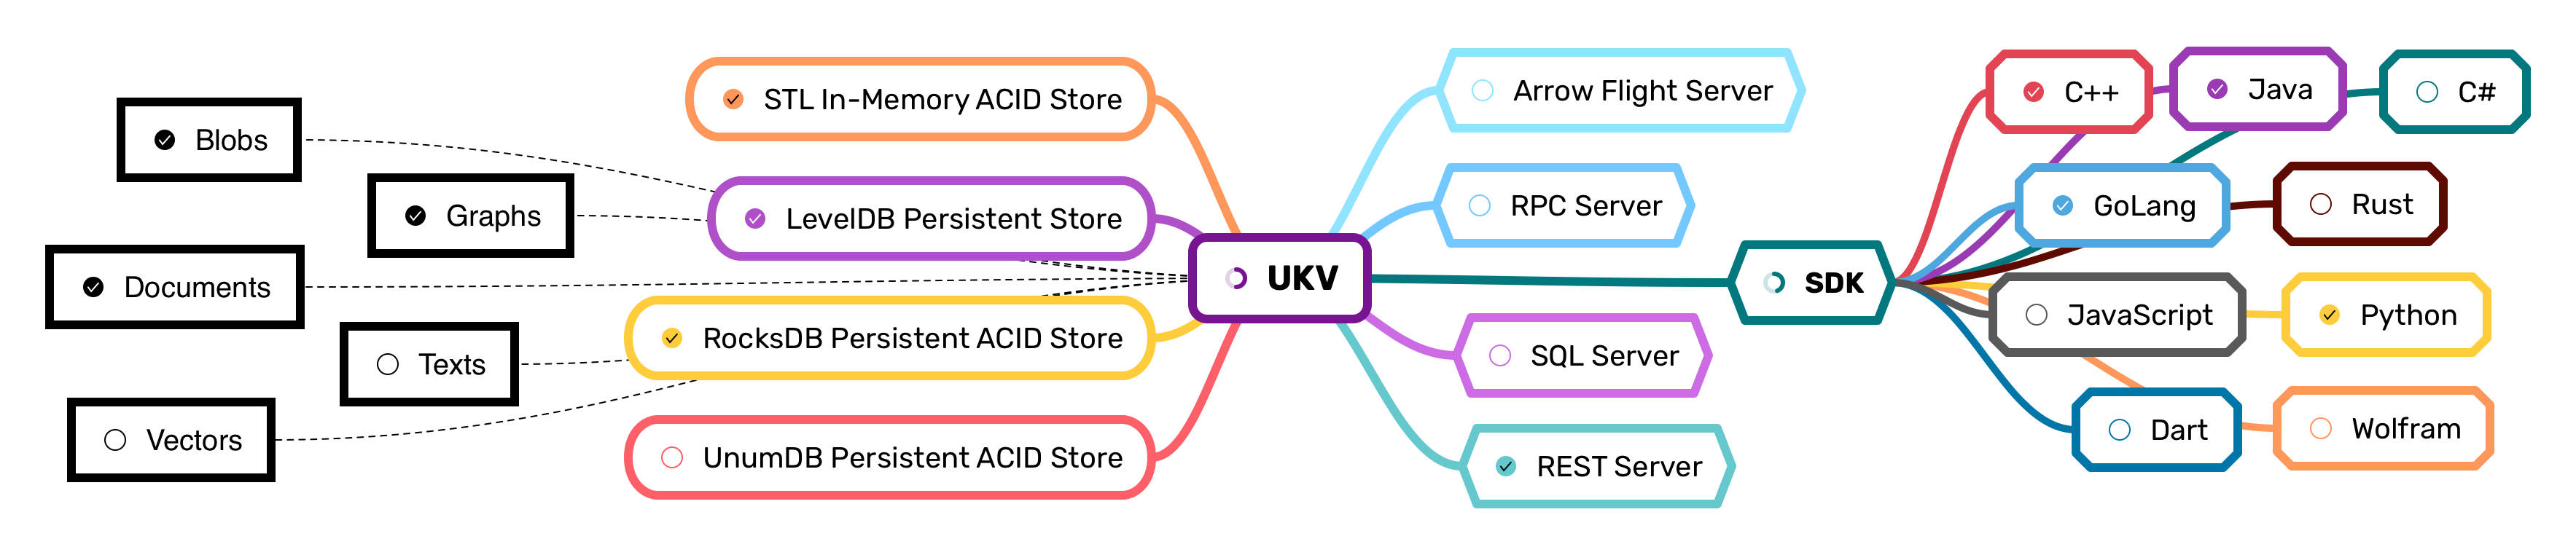 Blobs
Graphs
Documents
Texts
Vectors
STL In-Memory ACID Store
LevelDB Persistent Store
RocksDB Persistent ACID Store
UnumDB Persistent ACID Store
UKV
Arrow Flight Server
RPC Server
SDK
SQL Server
REST Server
C++
Java
C#
GoLang
Rust
JavaScript
Python
Dart
Wolfram